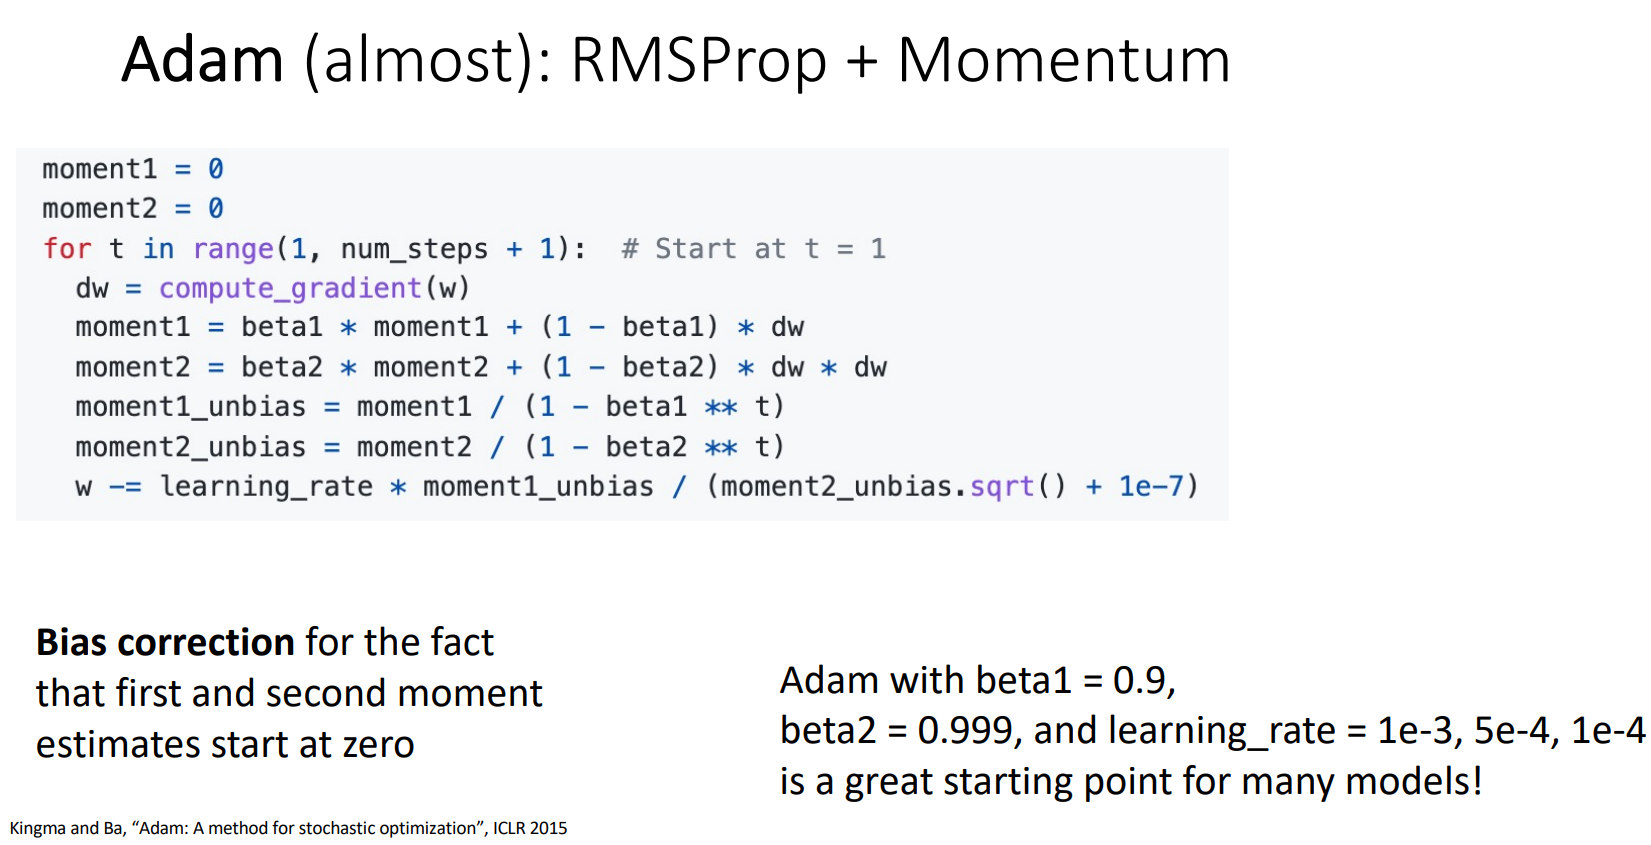 Adam (almost): RMSProp + Momentum
moment1 = 0
moment2 = 0
for t in range(1, num_steps + 1):  # Start at t = 1
  dw = compute_gradient(w)
  moment1 = beta1 * moment1 + (1 − beta1) * dw
  moment2 = beta2 * moment2 + (1 − beta2) * dw * dw
  moment1_unbias = moment1 / (1 − beta1 ** t)
  moment2_unbias = moment2 / (1 − beta2 ** t)
  w −= learning_rate * moment1_unbias / (moment2_unbias.sqrt() + 1e−7)
Bias correction for the fact
that first and second moment
estimates start at zero
Adam with beta1 = 0.9,
beta2 = 0.999, and learning_rate = 1e-3, 5e-4, 1e-4
is a great starting point for many models!
Kingma and Ba, “Adam: A method for stochastic optimization”, ICLR 2015